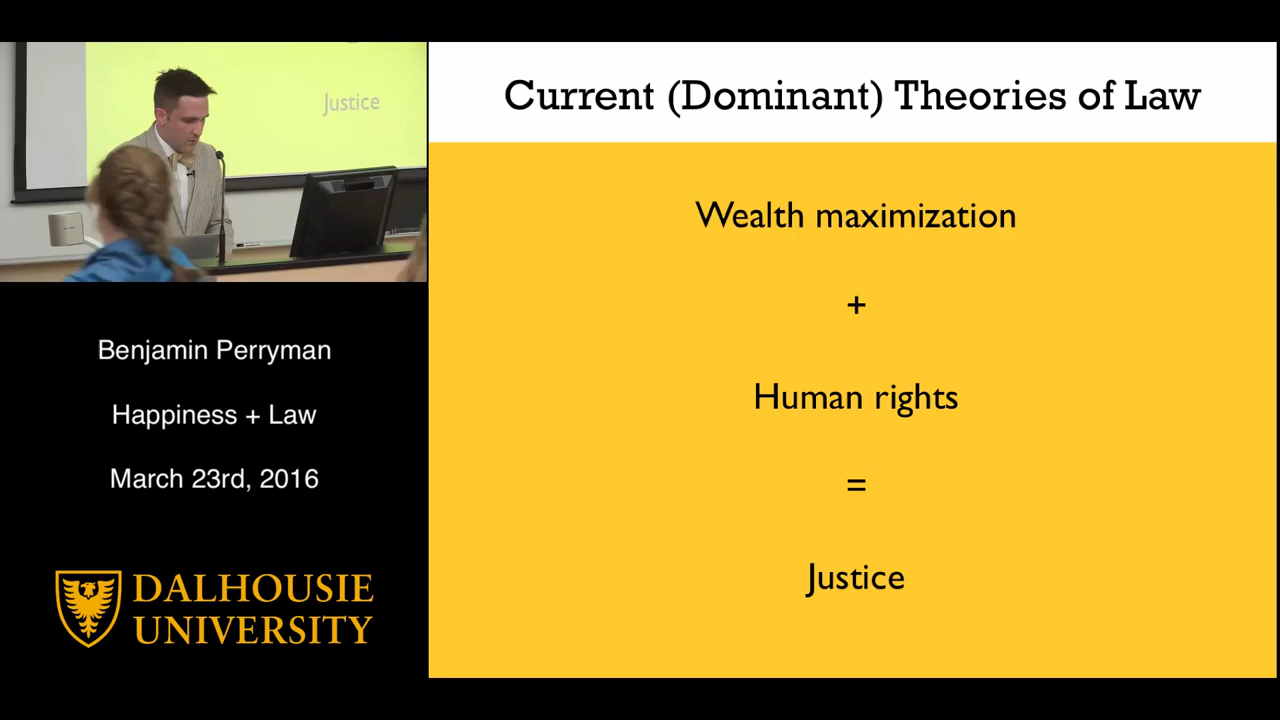 Justice
Benjamin Perryman
Happiness + Law
March 23rd, 2016
DALHOUSIE
UNIVERSITY
Current (Dominant) Theories of Law
Wealth maximization
+
Human rights
=
Justice